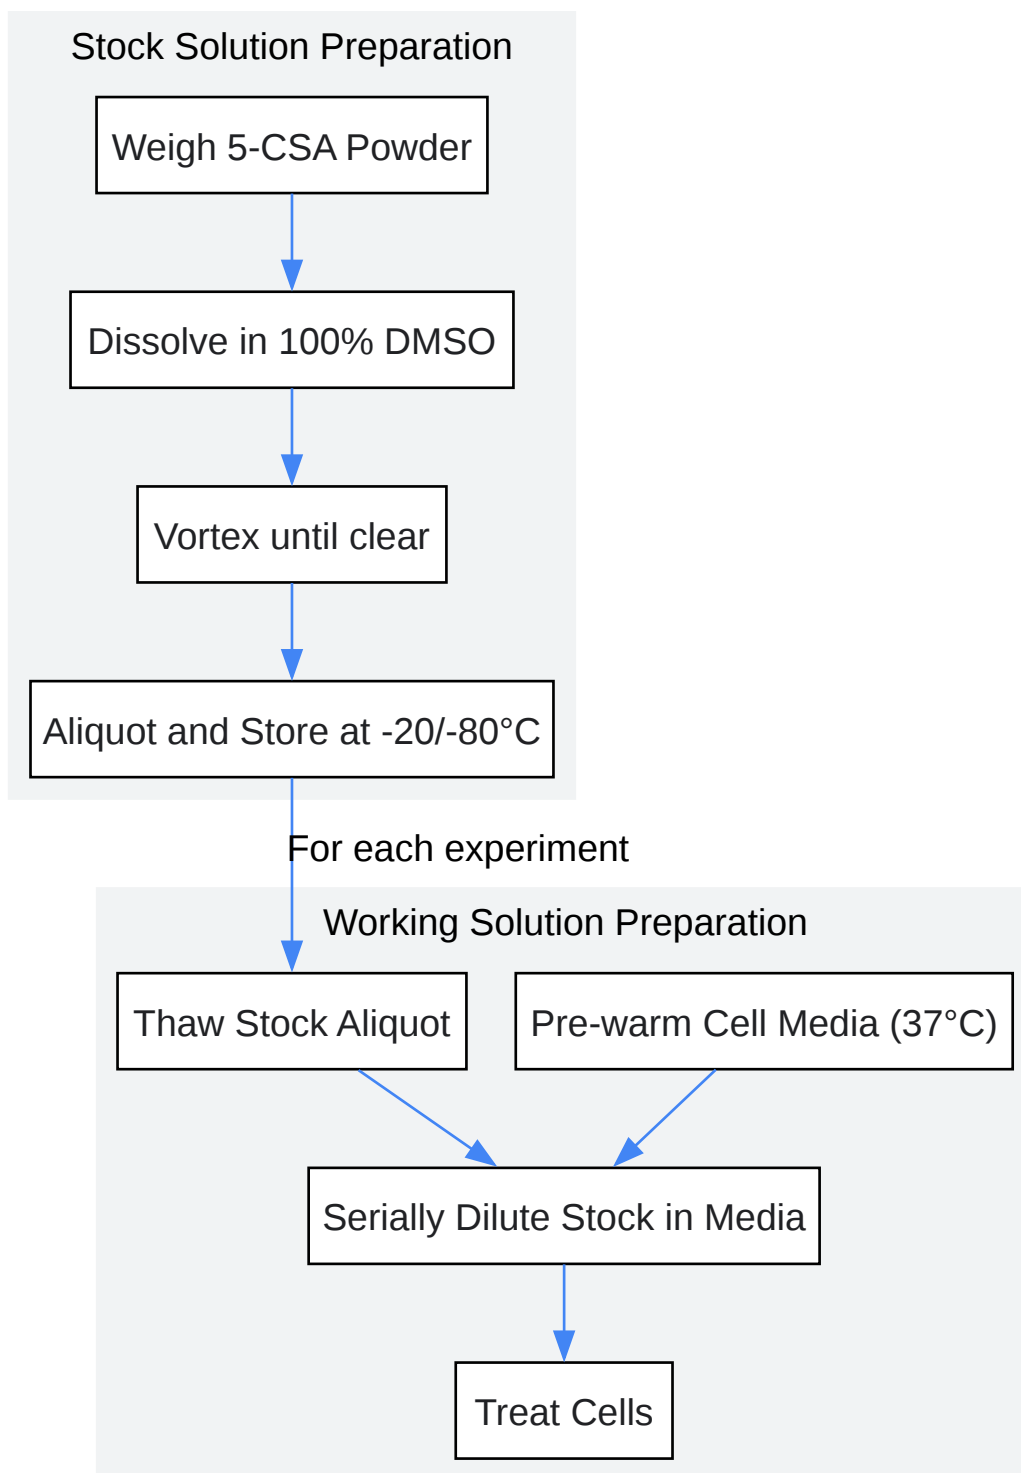 Stock Solution Preparation
Weigh 5-CSA Powder
Dissolve in 100% DMSO
Vortex until clear
Aliquot and Store at -20/-80°C
For each experiment
Working Solution Preparation
Thaw Stock Aliquot
Pre-warm Cell Media (37°C)
Serially Dilute Stock in Media
Treat Cells